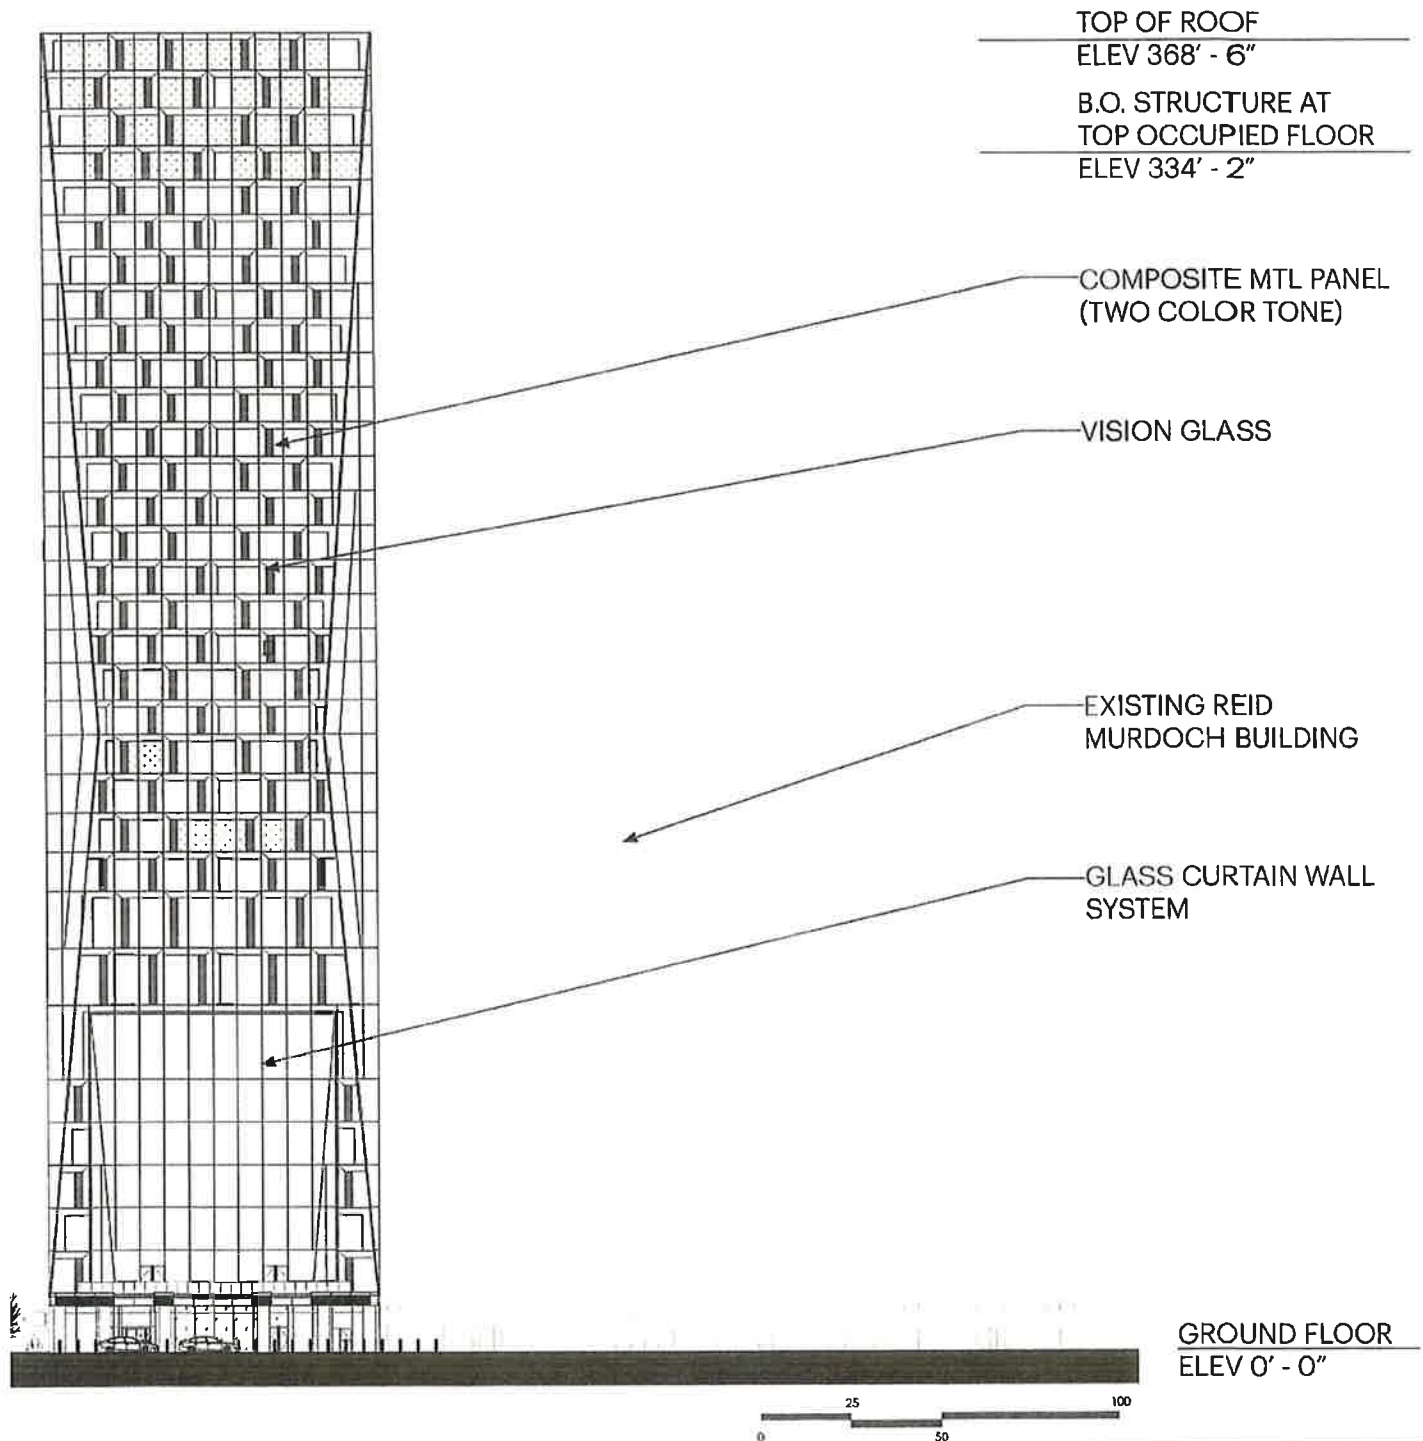 TOP OF ROOF
ELEV 368' - 6"
B.O. STRUCTURE AT
TOP OCCUPIED FLOOR
ELEV 334' - 2"
COMPOSITE MTL PANEL
(TWO COLOR TONE)
VISION GLASS
EXISTING REID
MURDOCH BUILDING
GLASS CURTAIN WALL
SYSTEM
GROUND FLOOR
ELEV 0' - 0"
25 100
0 50